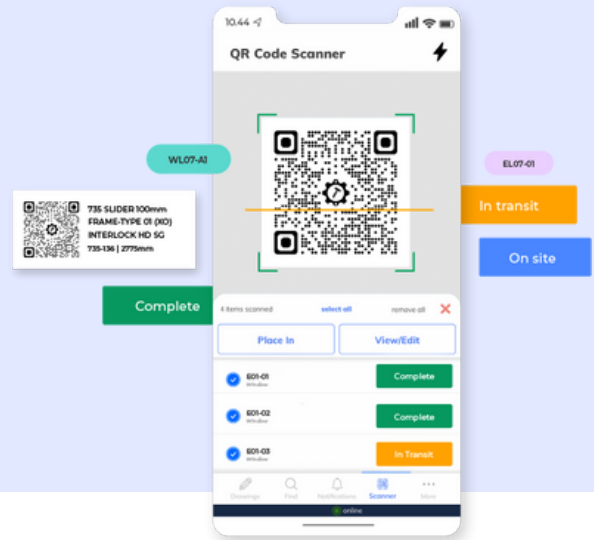 10.44
QR Code Scanner
WL07-A1
EL07-01
735 SLIDER 100mm
FRAME-TYPE 01 (XO)
INTERLOCK HD SG
735-136 | 2775mm
In transit
On site
Complete
4 items scanned
select all
remove all
Place In
View/Edit
E01-01
Window
Complete
E01-02
Window
Complete
E01-03
Window
In Transit
Drawings
Find
Notifications
Scanner
More
online